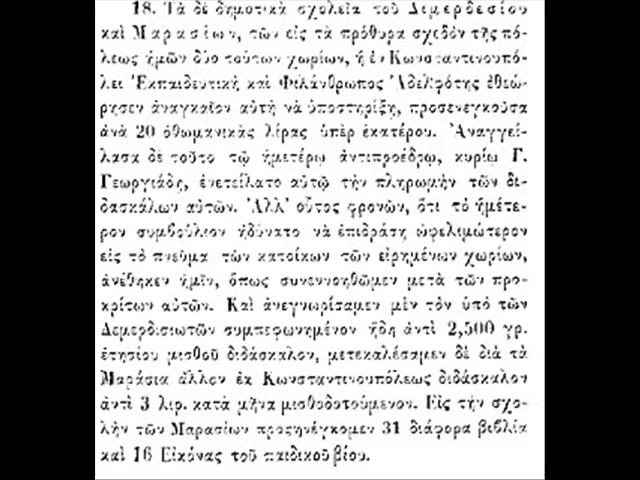 18. Τὰ δὲ δημοτικὰ σχολεῖα τοῦ Δεμερδεσίου
καὶ Μαρασίων, τῶν εἰς τὰ πρόθυρα σχεδὸν τῆς πό-
λεως ἡμῶν δύο τούτων χωρίων, ἡ ἐν Κωνσταντινουπό-
λει Ἐκπαιδευτικὴ καὶ Φιλάνθρωπος Ἀδελφότης ἐθεώ-
ρησεν ἀναγκαῖον αὐτὴ νὰ ὑποστηρίξῃ, προσενεγκοῦσα
ἀνὰ 20 ὀθωμανικὰς λίρας ὑπὲρ ἑκατέρου. Ἀναγγεί-
λασα δὲ τοῦτο τῷ ἡμετέρῳ ἀντιπροέδρῳ, κυρίῳ Γ.
Γεωργιάδῃ, ἐνετείλατο αὐτῷ τὴν πληρωμὴν τῶν δι-
δασκάλων αὐτῶν. Ἀλλ' οὗτος φρονῶν, ὅτι τὸ ἡμέτε-
ρον συμβούλιον ἠδύνατο νὰ ἐπιδράσῃ ὠφελιμώτερον
εἰς τὸ πνεῦμα τῶν κατοίκων τῶν εἰρημένων χωρίων,
ἀνέθηκεν ἡμῖν, ὅπως συνεννοηθῶμεν μετὰ τῶν προ-
κρίτων αὐτῶν. Καὶ ἀνεγνωρίσαμεν μὲν τὸν ὑπὸ τῶν
Δεμερδισιωτῶν συμπεφωνημένον ἤδη ἀντὶ 2,500 γρ.
ἐτησίου μισθοῦ διδάσκαλον, μετεκαλέσαμεν δὲ διὰ τὰ
Μαράσια ἄλλον ἐκ Κωνσταντινουπόλεως διδάσκαλον
ἀντὶ 3 λιρ. κατὰ μῆνα μισθοδοτούμενον. Εἰς τὴν σχο-
λὴν τῶν Μαρασίων προςηνέγκομεν 31 διάφορα βιβλία
καὶ 16 Εἰκόνας τοῦ παιδικοῦ βίου.